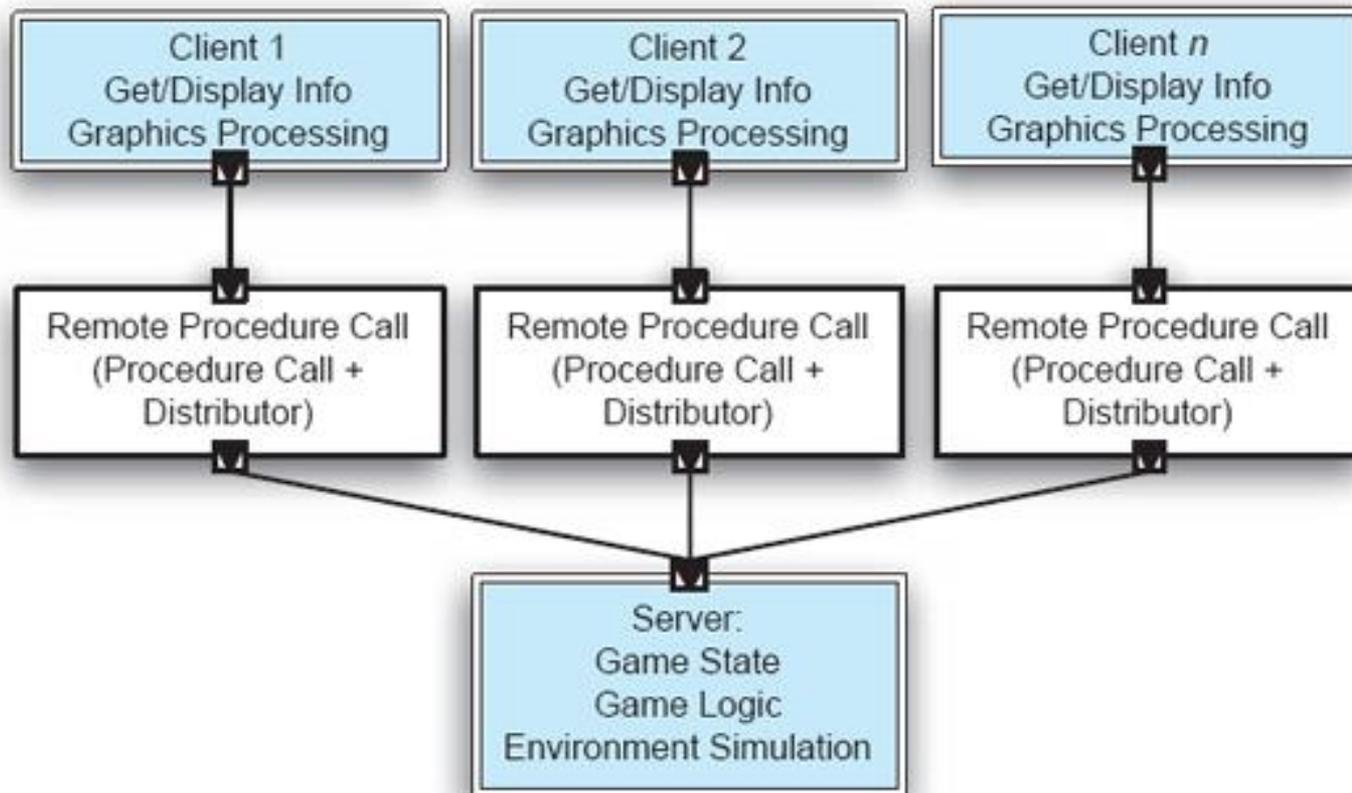 Client 1
Get/Display Info
Graphics Processing
Client 2
Get/Display Info
Graphics Processing
Client n
Get/Display Info
Graphics Processing
Remote Procedure Call
(Procedure Call +
Distributor)
Remote Procedure Call
(Procedure Call +
Distributor)
Remote Procedure Call
(Procedure Call +
Distributor)
Server:
Game State
Game Logic
Environment Simulation